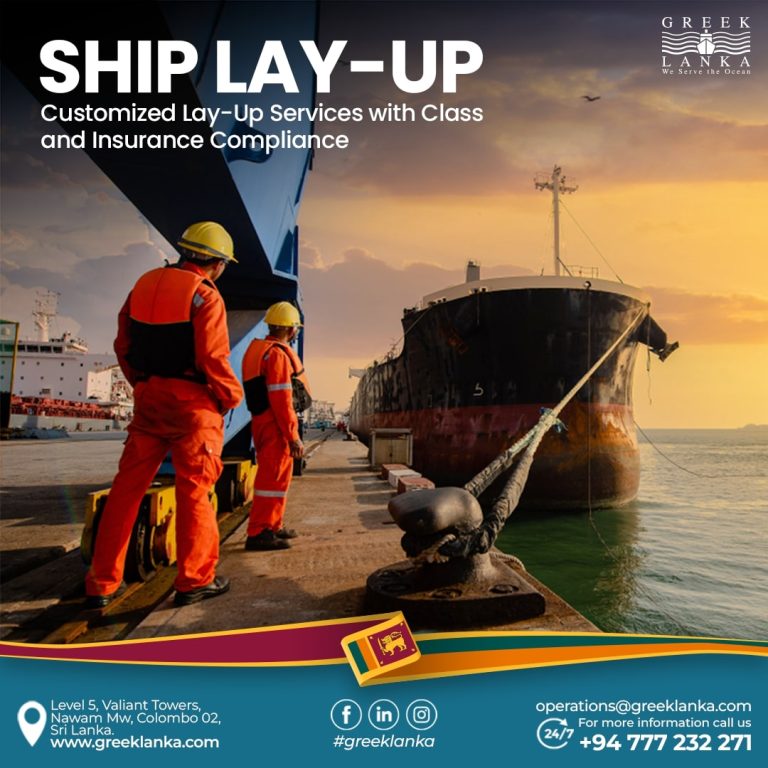 SHIP LAY-UP
Customized Lay-Up Services with Class
and Insurance Compliance
GREEK
LANKA
We Serve the Ocean
Level 5, Valiant Towers,
Nawam Mw, Colombo 02,
Sri Lanka.
www.greeklanka.com
#greeklanka
operations@greeklanka.com
24/7
For more information call us
+94 777 232 271